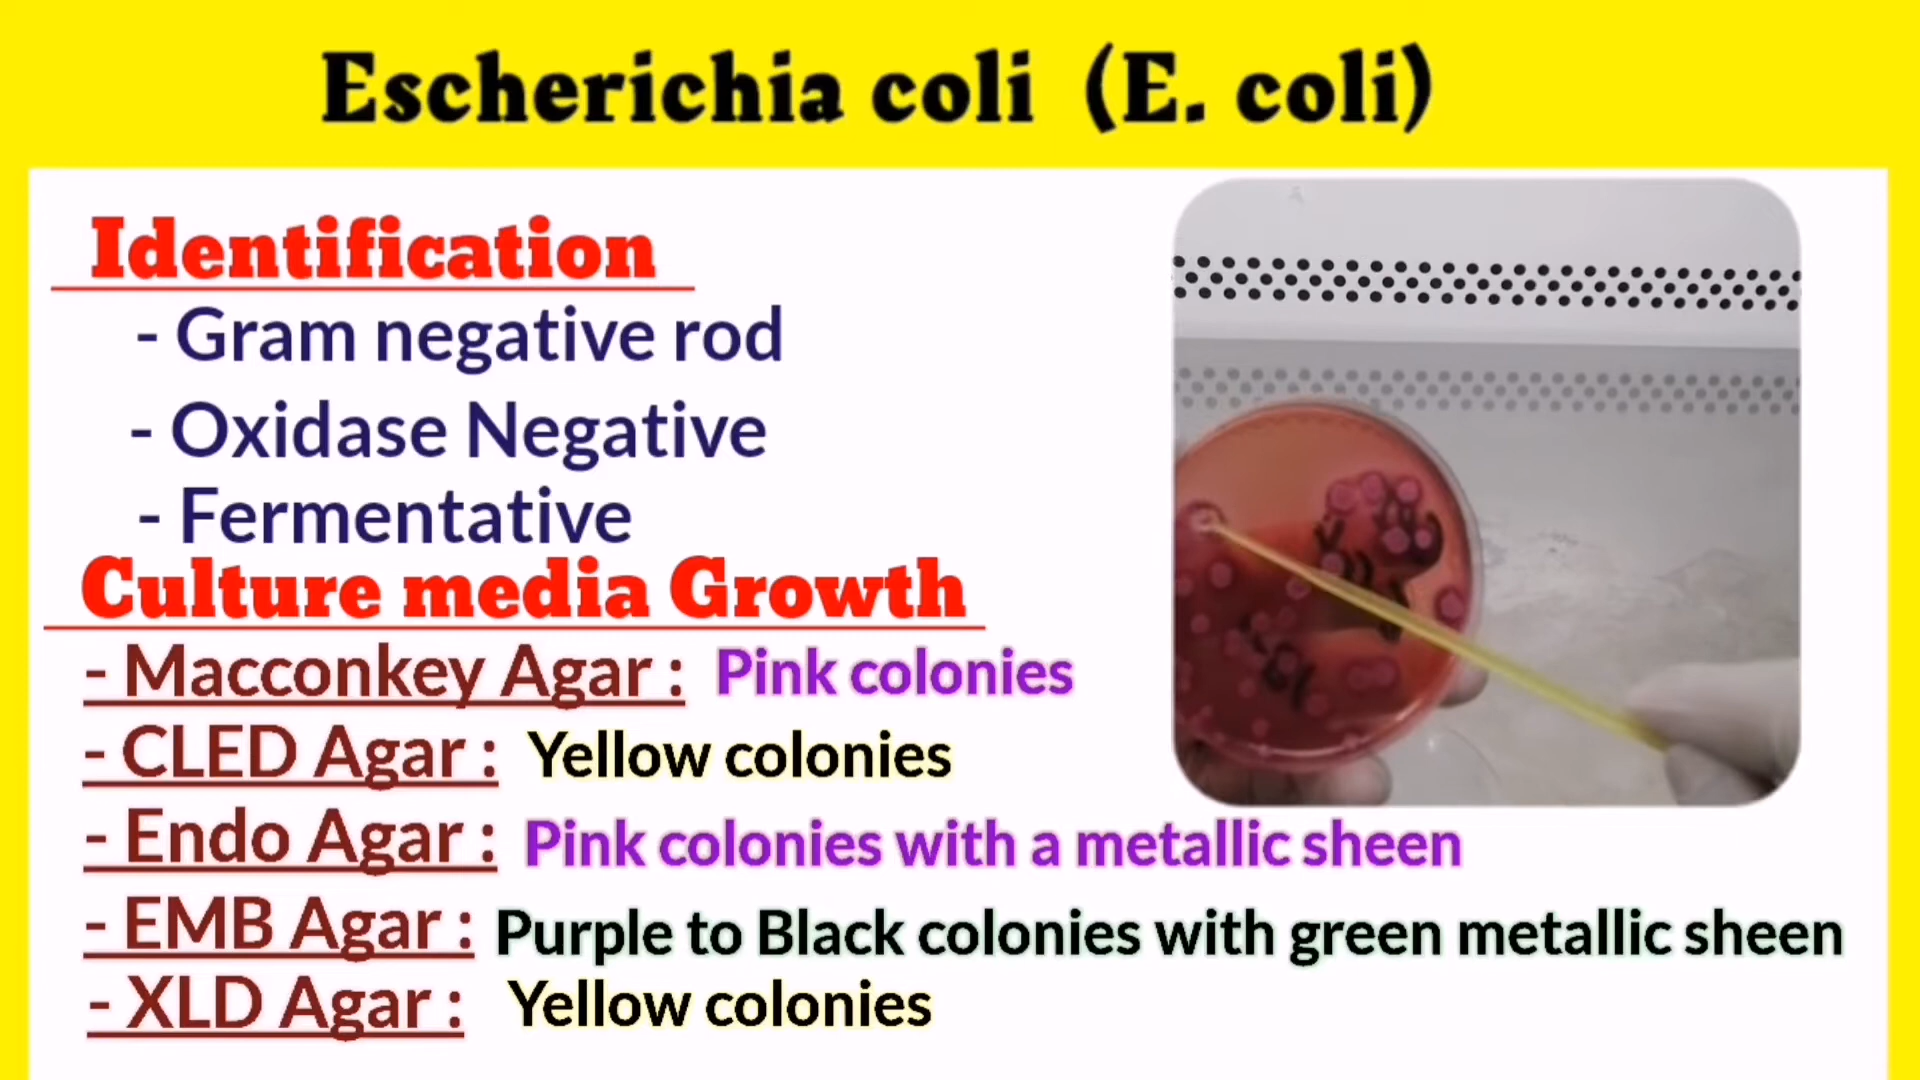 Escherichia coli (E. coli)
Identification
- Gram negative rod
- Oxidase Negative
- Fermentative
Culture media Growth
- Macconkey Agar : Pink colonies
- CLED Agar : Yellow colonies
- Endo Agar : Pink colonies with a metallic sheen
- EMB Agar : Purple to Black colonies with green metallic sheen
- XLD Agar : Yellow colonies